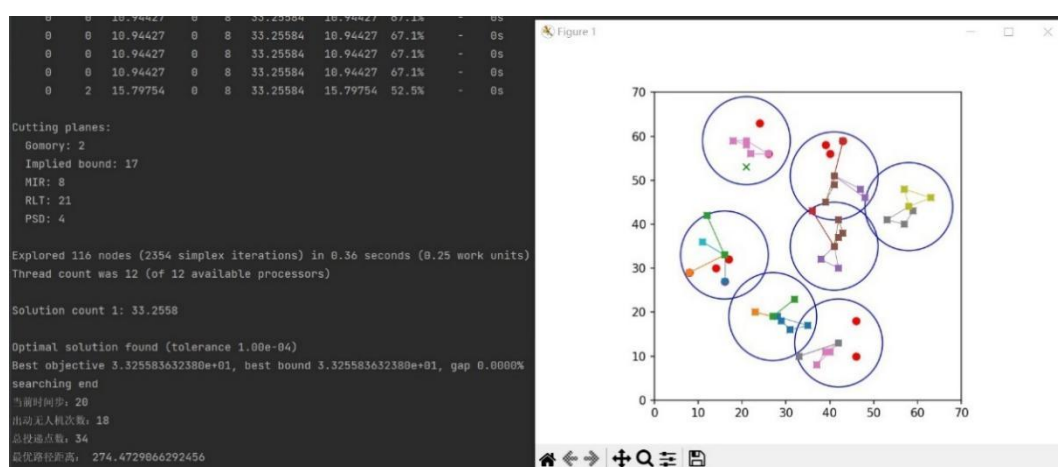 0 0 10.94427 0 8 33.25584 10.94427 67.1% - 0s
0 0 10.94427 0 8 33.25584 10.94427 67.1% - 0s
0 0 10.94427 0 8 33.25584 10.94427 67.1% - 0s
0 0 10.94427 0 8 33.25584 10.94427 67.1% - 0s
0 2 15.79754 0 8 33.25584 15.79754 52.5% - 0s
Cutting planes:
Gomory: 2
Implied bound: 17
MIR: 8
RLT: 21
PSD: 4
Explored 116 nodes (2354 simplex iterations) in 0.36 seconds (0.25 work units)
Thread count was 12 (of 12 available processors)
Solution count 1: 33.2558
Optimal solution found (tolerance 1.00e-04)
Best objective 3.325583632380e+01, best bound 3.325583632380e+01, gap 0.0000%
searching end
当前时间步: 20
出动无人机次数: 18
总投递点数: 34
最优路径距离: 274.4729066292456
Figure 1
70
60
50
40
30
20
10
0
0 10 20 30 40 50 60 70